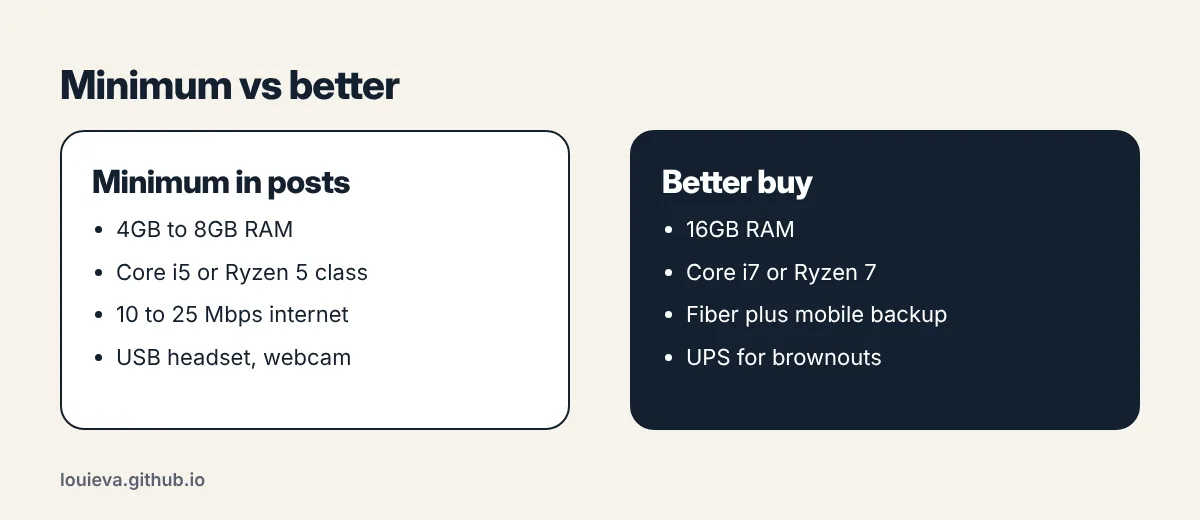 Minimum vs better
Minimum in posts
• 4GB to 8GB RAM
• Core i5 or Ryzen 5 class
• 10 to 25 Mbps internet
• USB headset, webcam
Better buy
• 16GB RAM
• Core i7 or Ryzen 7
• Fiber plus mobile backup
• UPS for brownouts
louieva.github.io